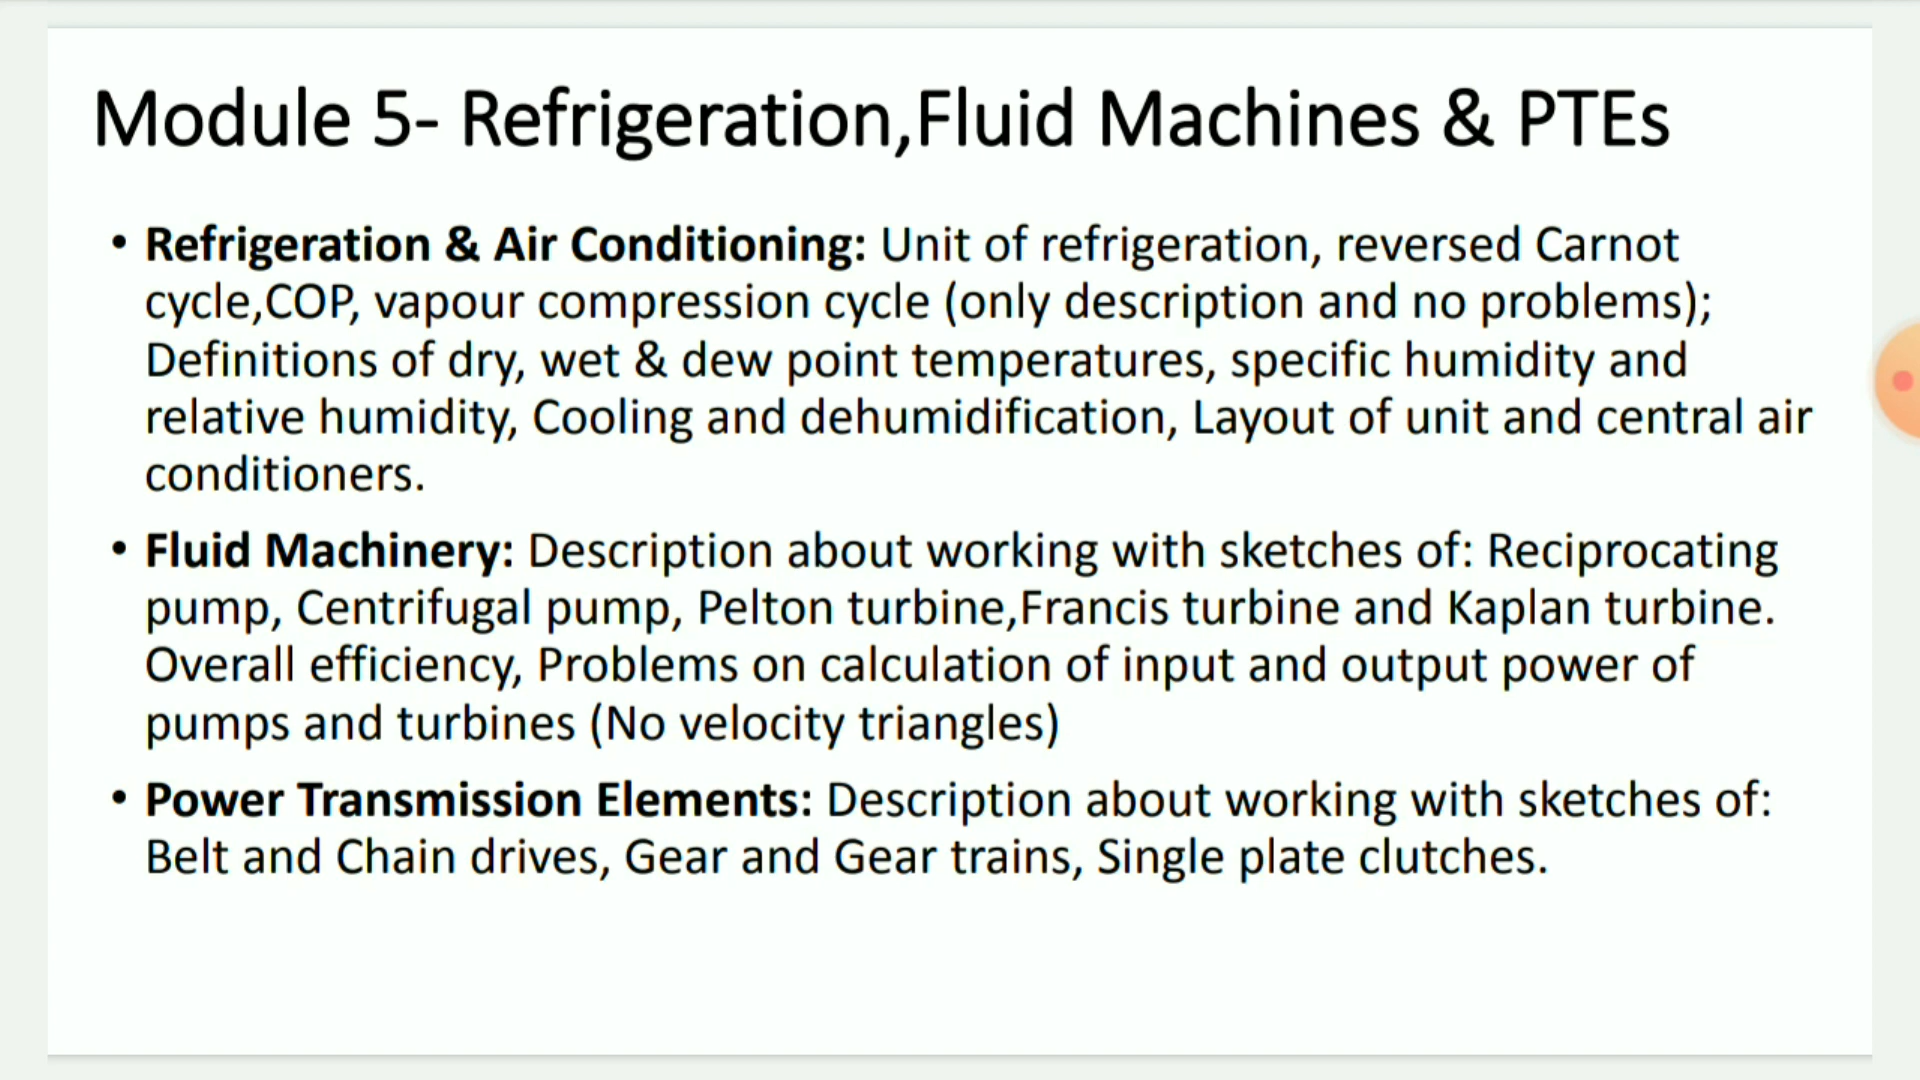 Module 5- Refrigeration,Fluid Machines & PTEs
• Refrigeration & Air Conditioning: Unit of refrigeration, reversed Carnot
cycle,COP, vapour compression cycle (only description and no problems);
Definitions of dry, wet & dew point temperatures, specific humidity and
relative humidity, Cooling and dehumidification, Layout of unit and central air
conditioners.
• Fluid Machinery: Description about working with sketches of: Reciprocating
pump, Centrifugal pump, Pelton turbine,Francis turbine and Kaplan turbine.
Overall efficiency, Problems on calculation of input and output power of
pumps and turbines (No velocity triangles)
• Power Transmission Elements: Description about working with sketches of:
Belt and Chain drives, Gear and Gear trains, Single plate clutches.